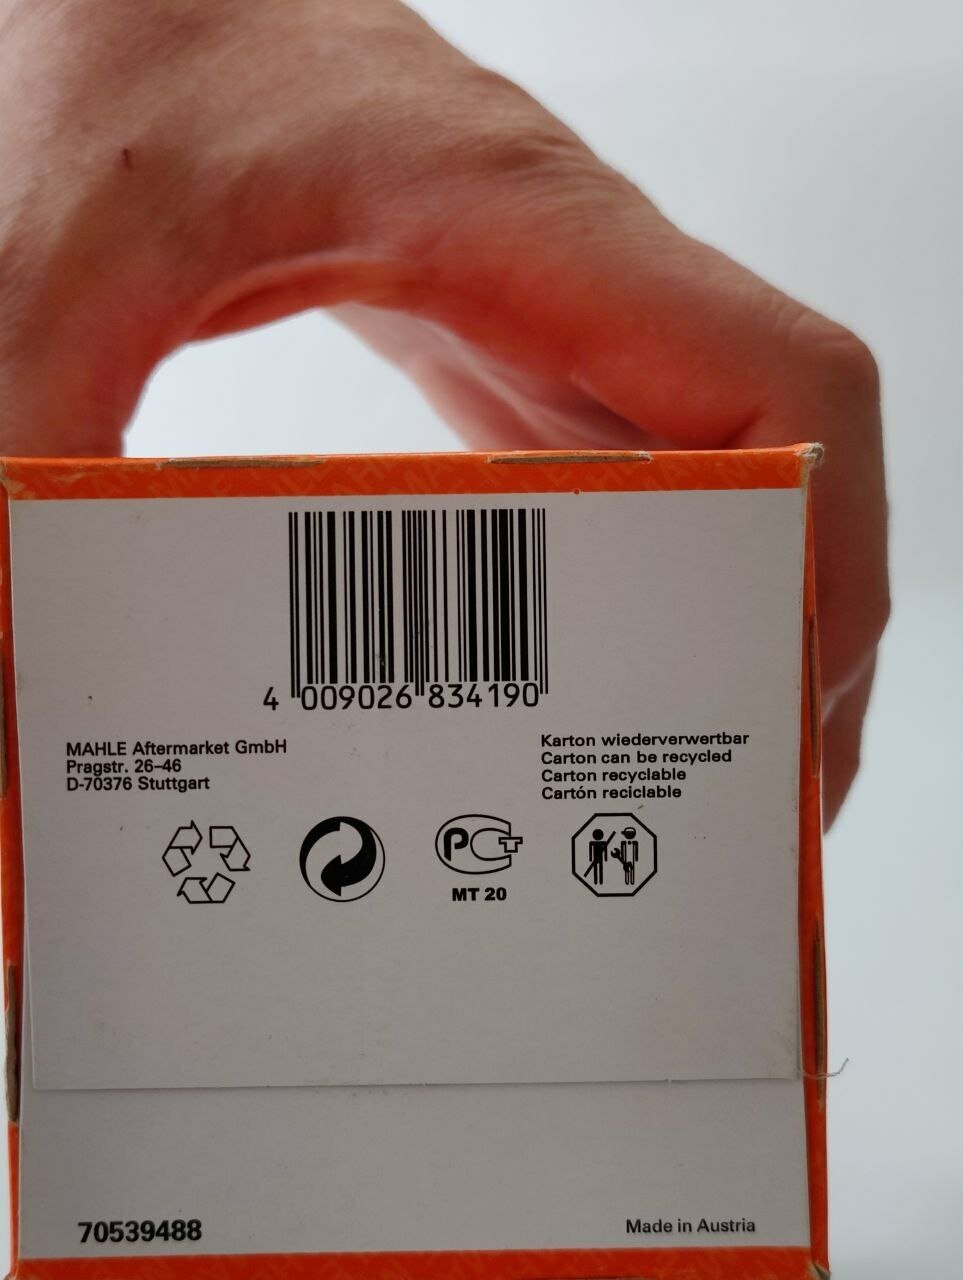 4 009026 834190
MAHLE Aftermarket GmbH
Pragstr. 26–46
D-70376 Stuttgart
Karton wiederverwertbar
Carton can be recycled
Carton recyclable
Cartón reciclable
PCT
MT 20
70539488
Made in Austria